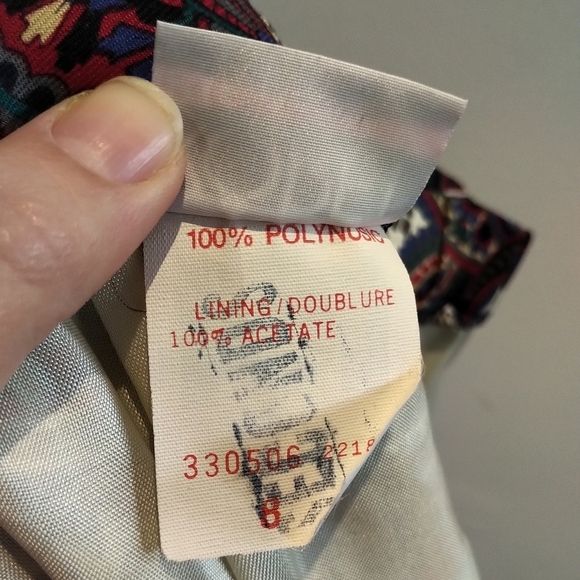 100% POLYNOSIC
LINING/DOUBLURE
100% ACETATE
330506 2218
8